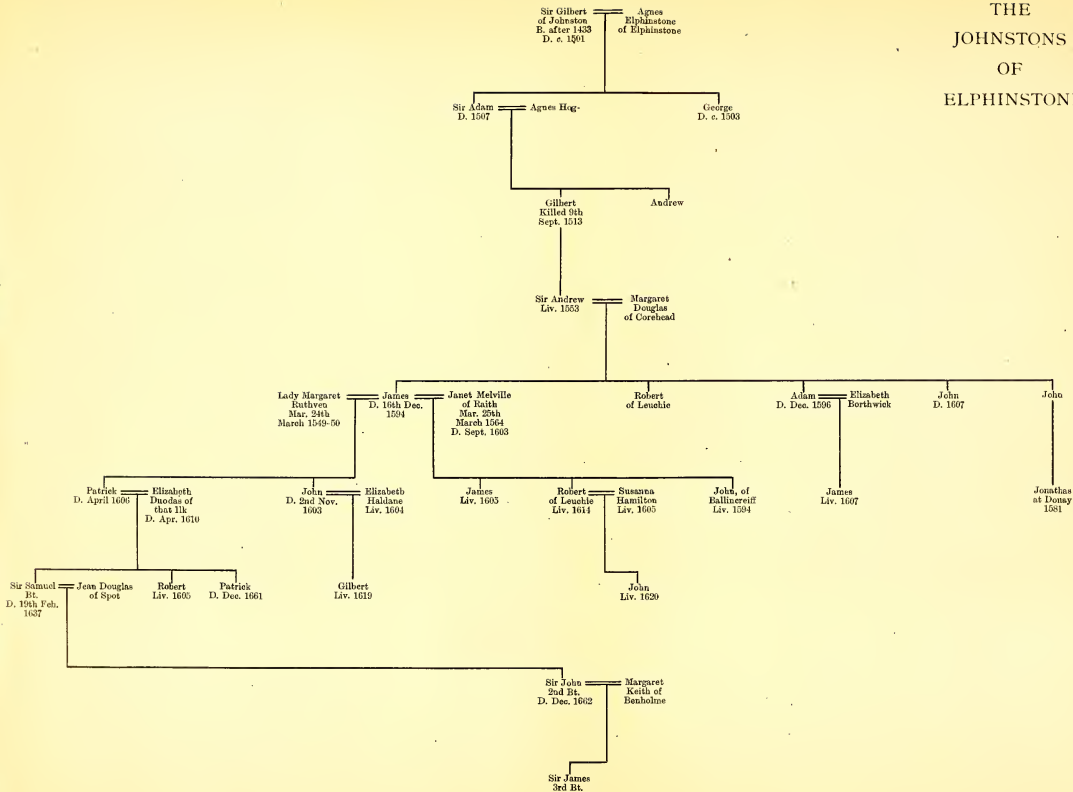 THE
JOHNSTONS
OF
ELPHINSTON
Sir Gilbert
of Johnston
B. after 1433
D. c. 1501
Agnes
Elphinstone
of Elphinstone
Sir Adam
D. 1507
Agnes Hog-
George
D. c. 1503
Gilbert
Killed 9th
Sept. 1513
Andrew
Sir Andrew
Liv. 1553
Margaret
Douglas
of Corehead
Lady Margaret
Ruthven
Mar. 24th
March 1549-50
James
D. 16th Dec.
1594
Janet Melville
of Raith
Mar. 25th
March 1564
D. Sept. 1603
Robert
of Leuchie
Adam
D. Dec. 1596
Elizabeth
Borthwick
John
D. 1607
John
Patrick
D. April 1606
Elizabeth
Dundas of
that Ilk
D. Apr. 1610
John
D. 2nd Nov.
1603
Elizabeth
Haldane
Liv. 1604
James
Liv. 1605
Robert
of Leuchie
Liv. 1614
Susanna
Hamilton
Liv. 1605
John, of
Ballincreiff
Liv. 1594
James
Liv. 1607
Jonathas
at Douay
1581
Sir Samuel
Bt.
D. 19th Feb.
1637
Jean Douglas
of Spot
Robert
Liv. 1605
Patrick
D. Dec. 1661
Gilbert
Liv. 1619
John
Liv. 1620
Sir John
2nd Bt.
D. Dec. 1662
Margaret
Keith of
Benholme
Sir James
3rd Bt.